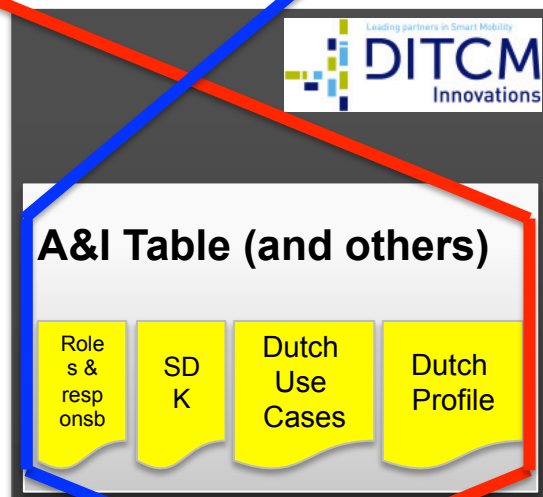 Leading partners in Smart Mobility
DITCM
Innovations
A&I Table (and others)
Role
s &
resp
onsb
SD
K
Dutch
Use
Cases
Dutch
Profile